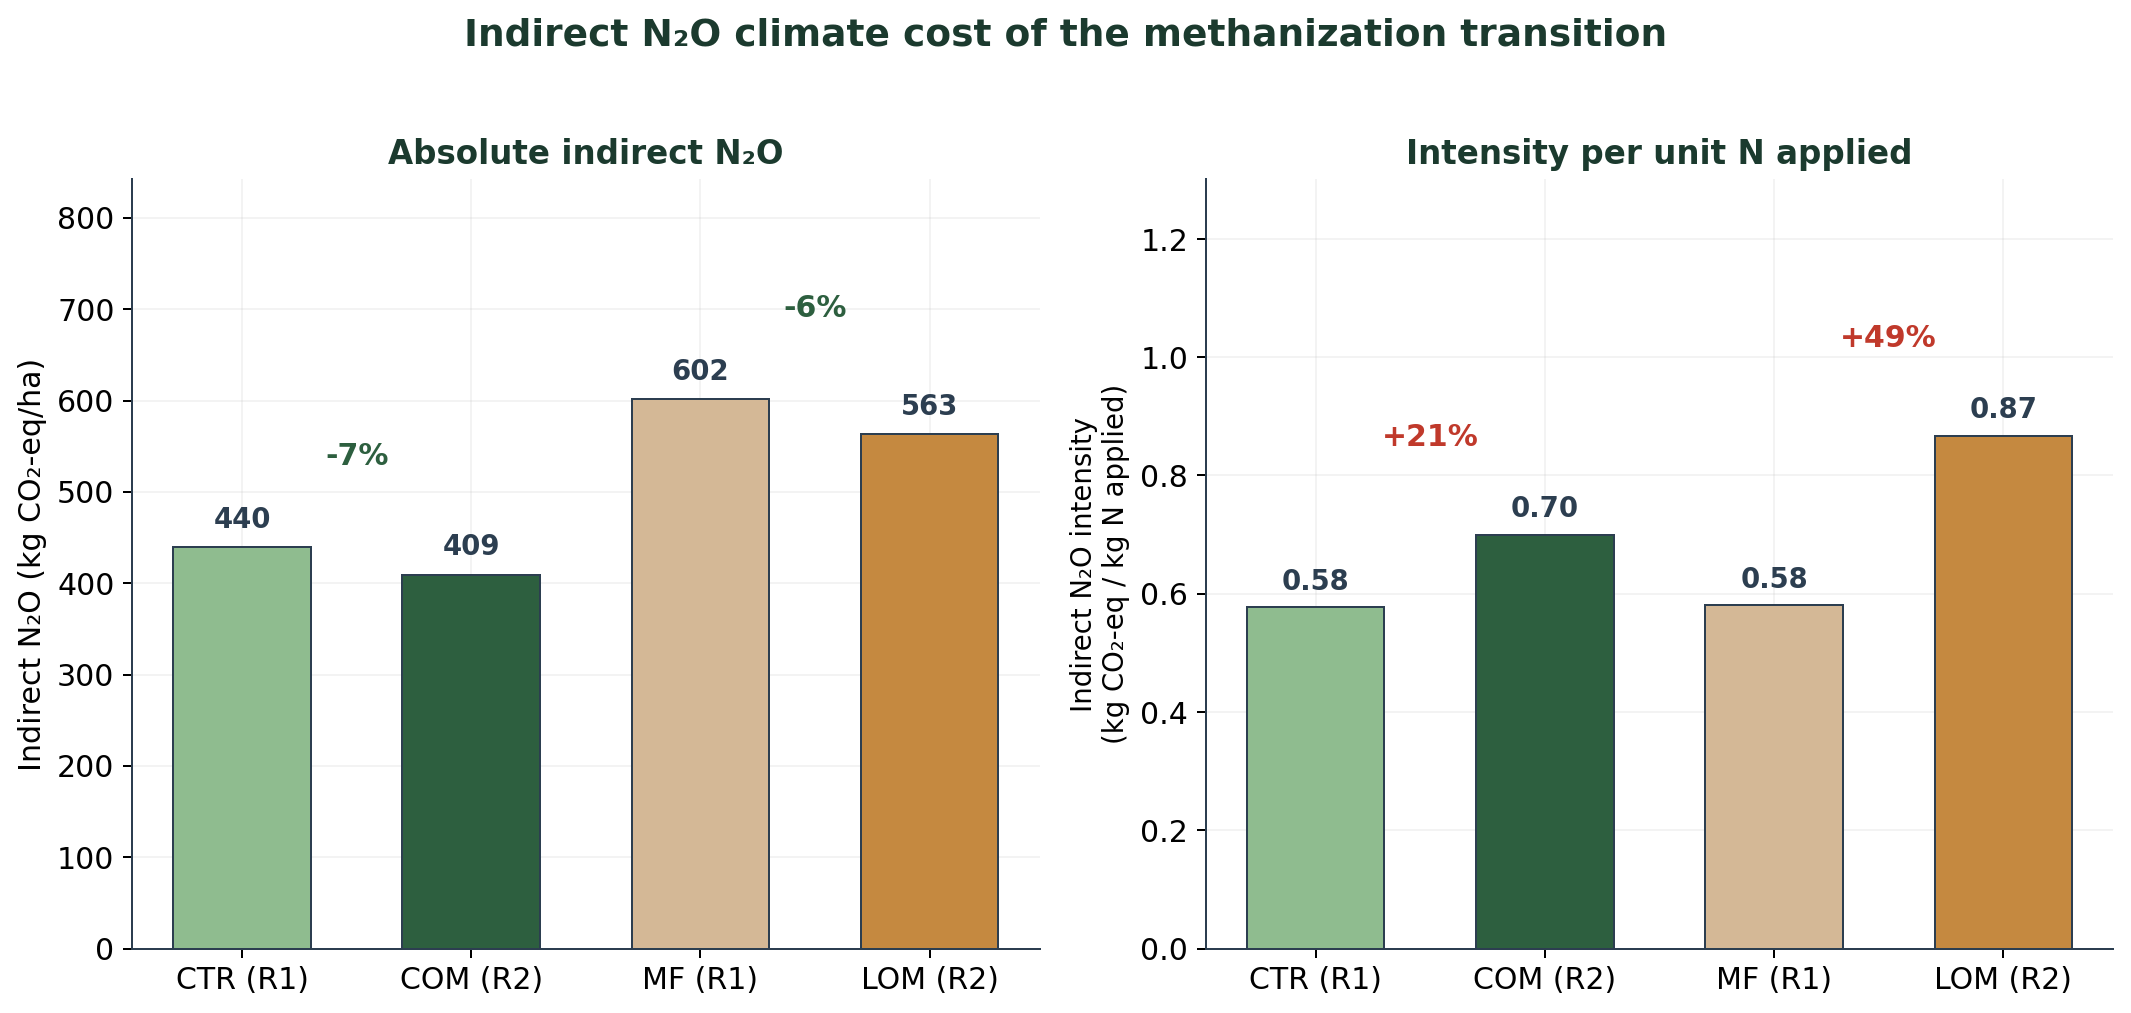 Indirect N₂O climate cost of the methanization transition
Absolute indirect N₂O
Indirect N₂O (kg CO₂-eq/ha)
800
700
600
500
400
300
200
100
0
-7%
-6%
440
409
602
563
CTR (R1)
COM (R2)
MF (R1)
LOM (R2)
Intensity per unit N applied
Indirect N₂O intensity
(kg CO₂-eq / kg N applied)
1.2
1.0
0.8
0.6
0.4
0.2
0.0
+21%
+49%
0.58
0.70
0.58
0.87
CTR (R1)
COM (R2)
MF (R1)
LOM (R2)